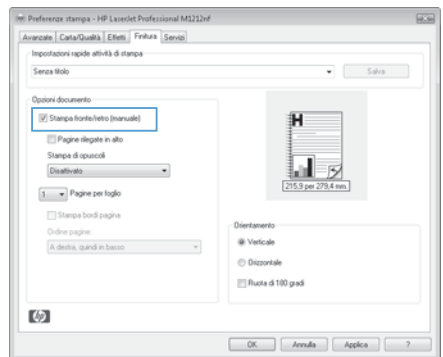 Preferenze stampa - HP LaserJet Professional M1212nf
Avanzate Carta/Qualità Effetti Finitura Servizi
Impostazioni rapide attività di stampa
Senza titolo Salva
Opzioni documento
Stampa fronte/retro (manuale)
Pagine rilegate in alto
Stampa di opuscoli
Disattivato
1 Pagine per foglio
Stampa bordi pagina
Ordine pagine:
A destra, quindi in basso
H
215,9 per 279,4 mm.
Orientamento
Verticale
Orizzontale
Ruota di 180 gradi
hp
OK Annulla Applica ?